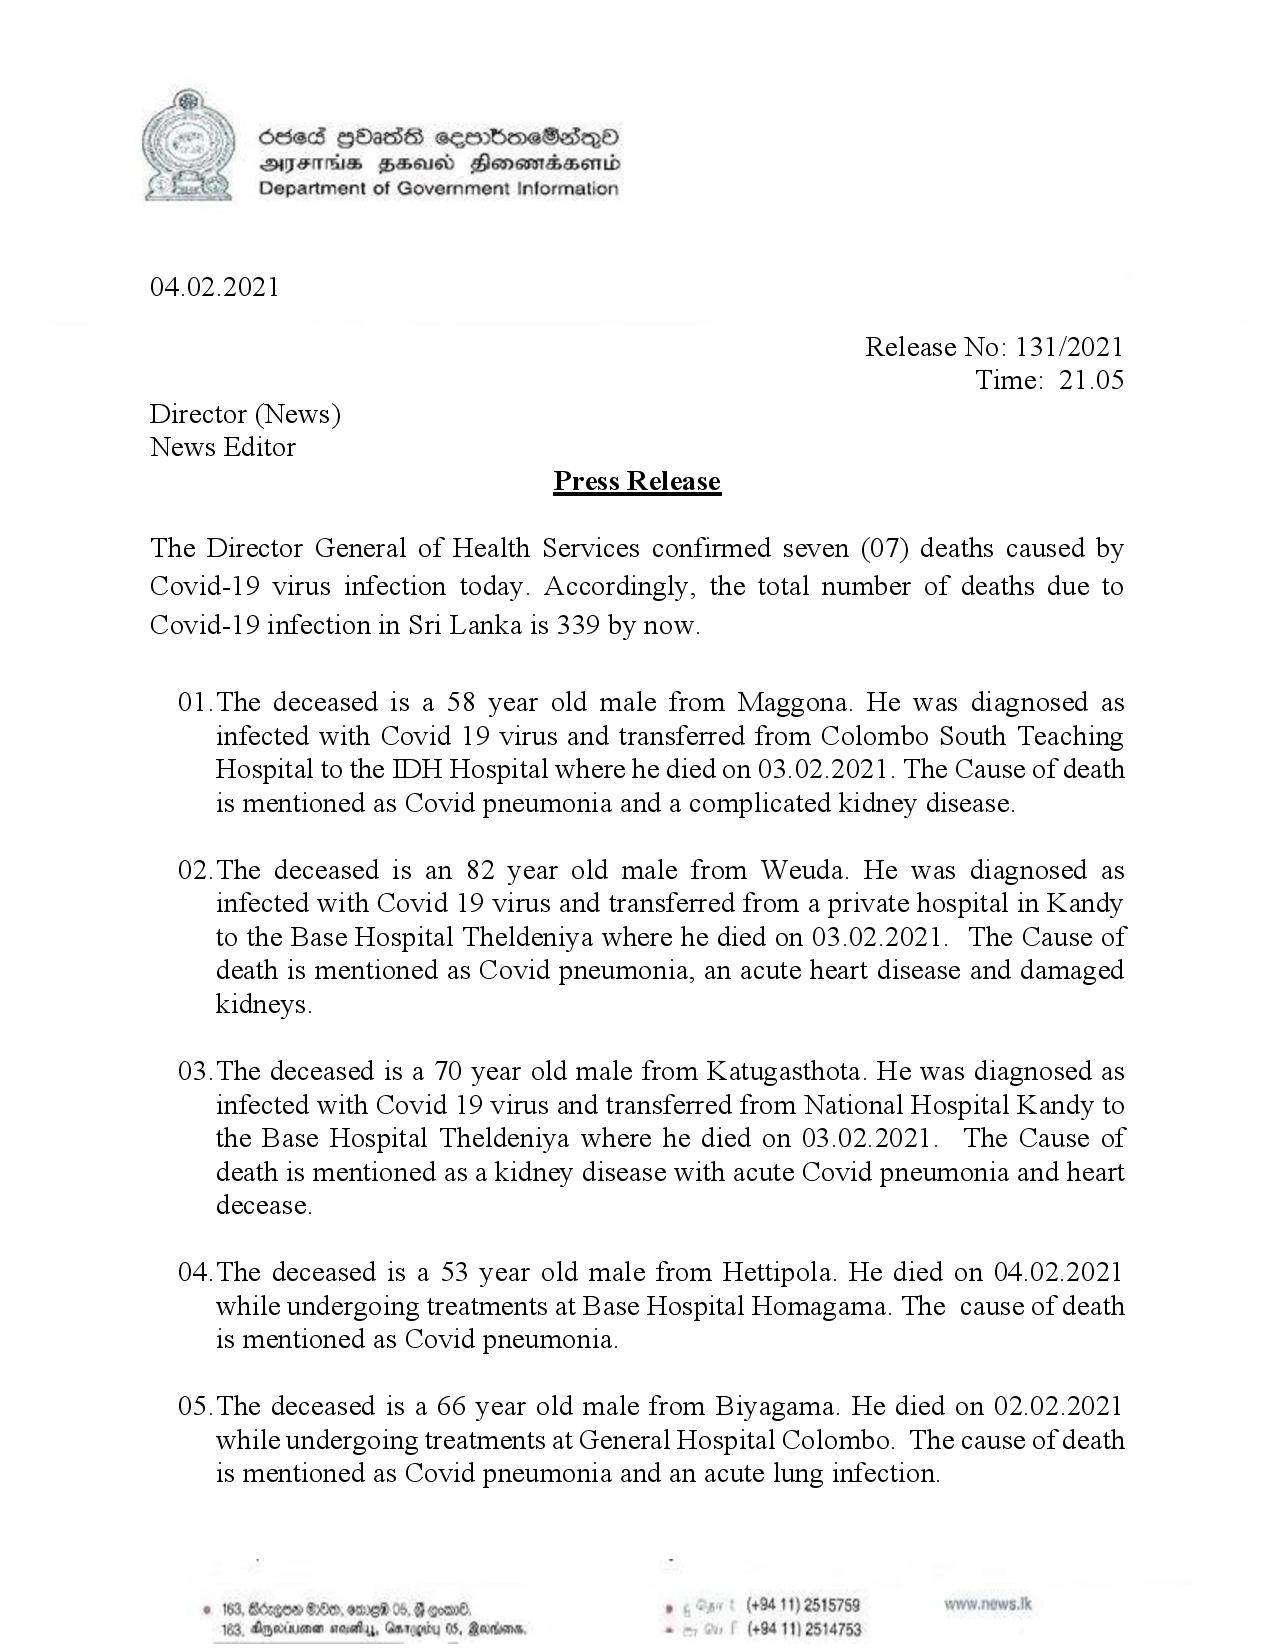 රජයේ ප්‍රවෘත්ති දෙපාර්තමේන්තුව
அரசாங்க தகவல் திணைக்களம்
Department of Government Information
04.02.2021
Release No: 131/2021
Time: 21.05
Director (News)
News Editor
Press Release
The Director General of Health Services confirmed seven (07) deaths caused by
Covid-19 virus infection today. Accordingly, the total number of deaths due to
Covid-19 infection in Sri Lanka is 339 by now.
01. The deceased is a 58 year old male from Maggona. He was diagnosed as
infected with Covid 19 virus and transferred from Colombo South Teaching
Hospital to the IDH Hospital where he died on 03.02.2021. The Cause of death
is mentioned as Covid pneumonia and a complicated kidney disease.
02. The deceased is an 82 year old male from Weuda. He was diagnosed as
infected with Covid 19 virus and transferred from a private hospital in Kandy
to the Base Hospital Theldeniya where he died on 03.02.2021. The Cause of
death is mentioned as Covid pneumonia, an acute heart disease and damaged
kidneys.
03. The deceased is a 70 year old male from Katugasthota. He was diagnosed as
infected with Covid 19 virus and transferred from National Hospital Kandy to
the Base Hospital Theldeniya where he died on 03.02.2021. The Cause of
death is mentioned as a kidney disease with acute Covid pneumonia and heart
decease.
04. The deceased is a 53 year old male from Hettipola. He died on 04.02.2021
while undergoing treatments at Base Hospital Homagama. The cause of death
is mentioned as Covid pneumonia.
05. The deceased is a 66 year old male from Biyagama. He died on 02.02.2021
while undergoing treatments at General Hospital Colombo. The cause of death
is mentioned as Covid pneumonia and an acute lung infection.
163, කිරුලපන මාවත, කොළඹ 05, ශ්‍රී ලංකාව.
163, கிருலப்பனை எவனியூ, கொழும்பு 05, இலங்கை.
(+94 11) 2515759
(+94 11) 2514753
www.news.lk